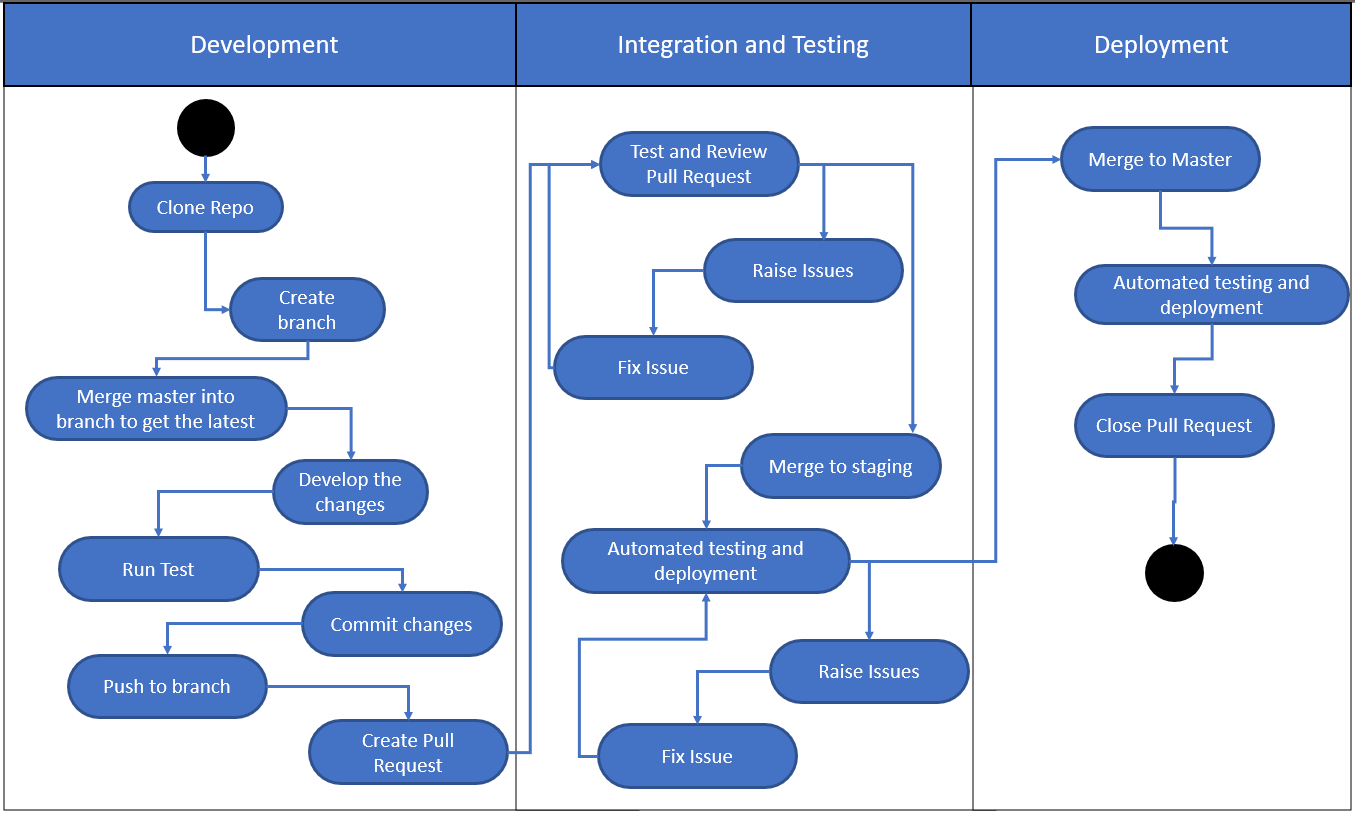 Development
Integration and Testing
Deployment
Clone Repo
Create
branch
Merge master into
branch to get the latest
Develop the
changes
Run Test
Commit changes
Push to branch
Create Pull
Request
Test and Review
Pull Request
Raise Issues
Fix Issue
Merge to staging
Automated testing and
deployment
Raise Issues
Fix Issue
Merge to Master
Automated testing and
deployment
Close Pull Request